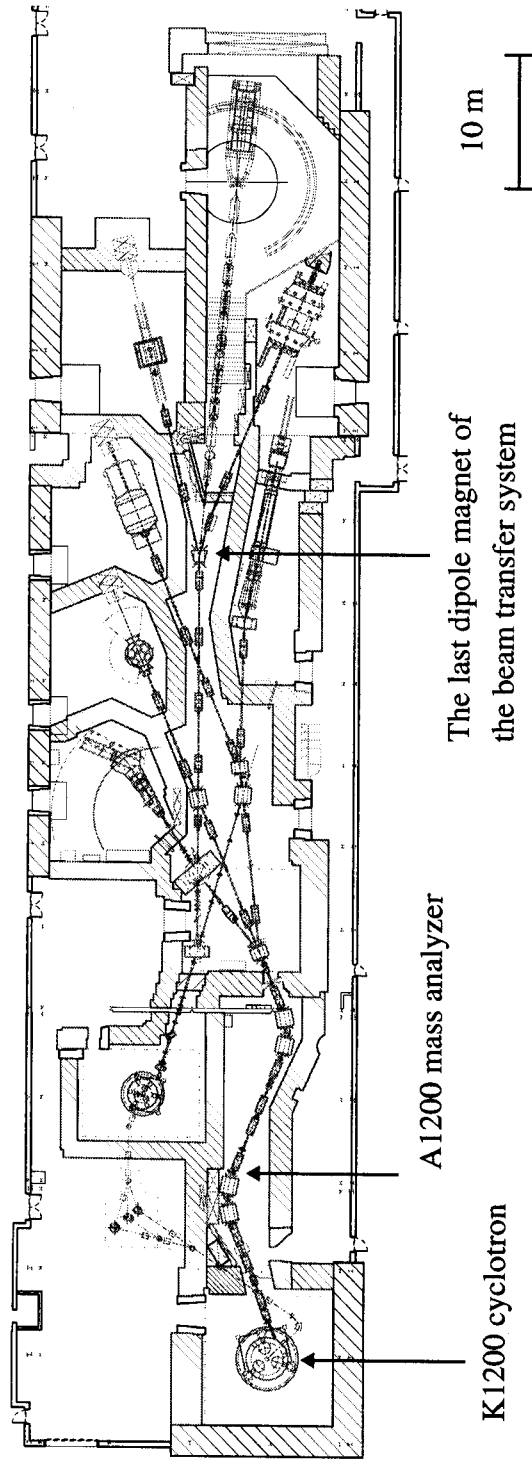 K1200 cyclotron
A1200 mass analyzer
The last dipole magnet of
the beam transfer system
10 m